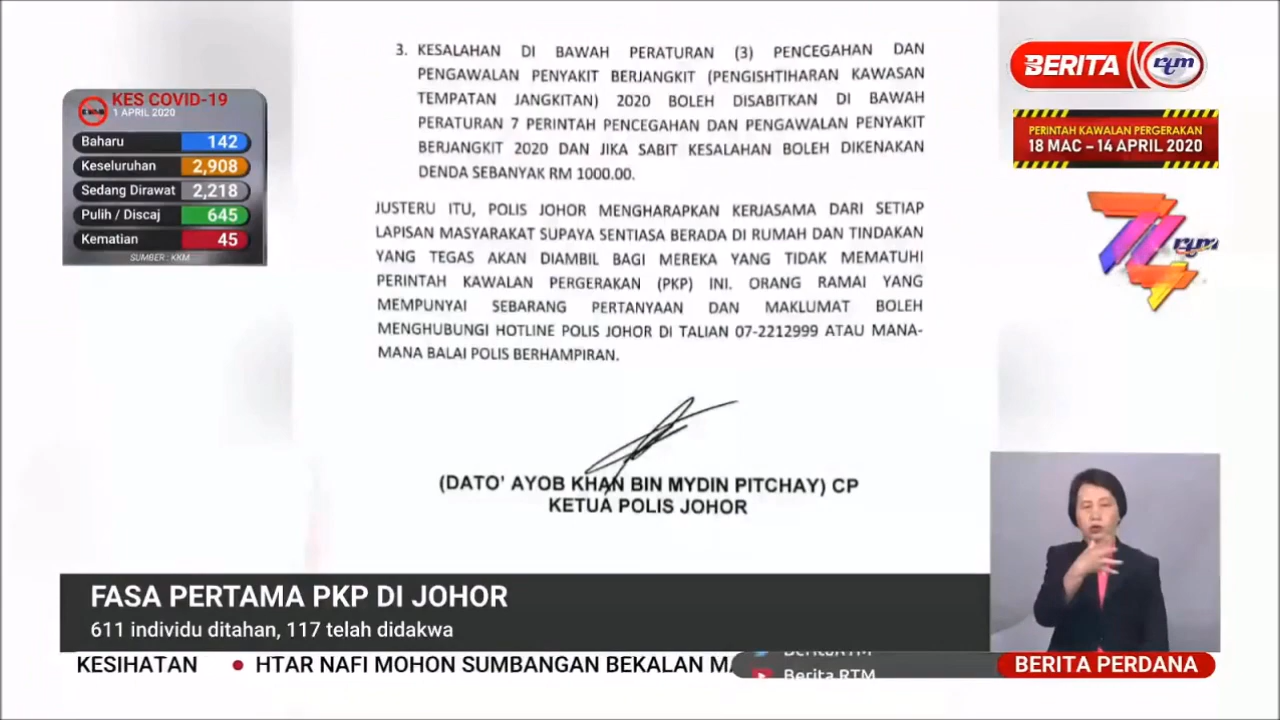 KES COVID-19
1 APRIL 2020
Baharu 142
Keseluruhan 2,908
Sedang Dirawat 2,218
Pulih / Discaj 645
Kematian 45
SUMBER : KKM
3. KESALAHAN DI BAWAH PERATURAN (3) PENCEGAHAN DAN
PENGAWALAN PENYAKIT BERJANGKIT (PENGISHTIHARAN KAWASAN
TEMPATAN JANGKITAN) 2020 BOLEH DISABITKAN DI BAWAH
PERATURAN 7 PERINTAH PENCEGAHAN DAN PENGAWALAN PENYAKIT
BERJANGKIT 2020 DAN JIKA SABIT KESALAHAN BOLEH DIKENAKAN
DENDA SEBANYAK RM 1000.00.
JUSTERU ITU, POLIS JOHOR MENGHARAPKAN KERJASAMA DARI SETIAP
LAPISAN MASYARAKAT SUPAYA SENTIASA BERADA DI RUMAH DAN TINDAKAN
YANG TEGAS AKAN DIAMBIL BAGI MEREKA YANG TIDAK MEMATUHI
PERINTAH KAWALAN PERGERAKAN (PKP) INI. ORANG RAMAI YANG
MEMPUNYAI SEBARANG PERTANYAAN DAN MAKLUMAT BOLEH
MENGHUBUNGI HOTLINE POLIS JOHOR DI TALIAN 07-2212999 ATAU MANA-
MANA BALAI POLIS BERHAMPIRAN.
(DATO' AYOB KHAN BIN MYDIN PITCHAY) CP
KETUA POLIS JOHOR
BERITA rtm
PERINTAH KAWALAN PERGERAKAN
18 MAC – 14 APRIL 2020
74 rtm
FASA PERTAMA PKP DI JOHOR
611 individu ditahan, 117 telah didakwa
KESIHATAN • HTAR NAFI MOHON SUMBANGAN BEKALAN
BeritaRTM
Berita RTM
BERITA PERDANA